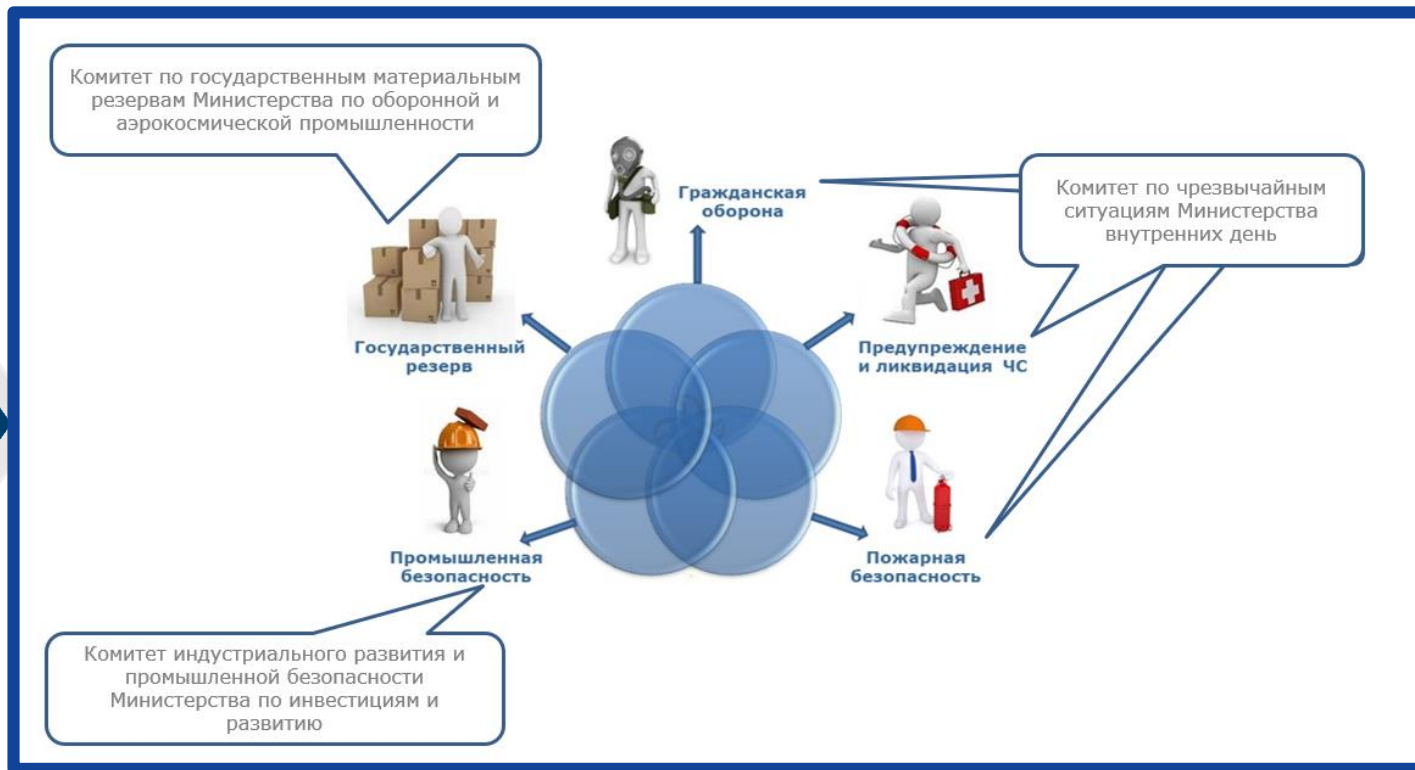 Комитет по государственным материальным
резервам Министерства по оборонной и
аэрокосмической промышленности
Гражданская
оборона
Комитет по чрезвычайным
ситуациям Министерства
внутренних день
Государственный
резерв
Предупреждение
и ликвидация ЧС
Промышленная
безопасность
Пожарная
безопасность
Комитет индустриального развития и
промышленной безопасности
Министерства по инвестициям и
развитию